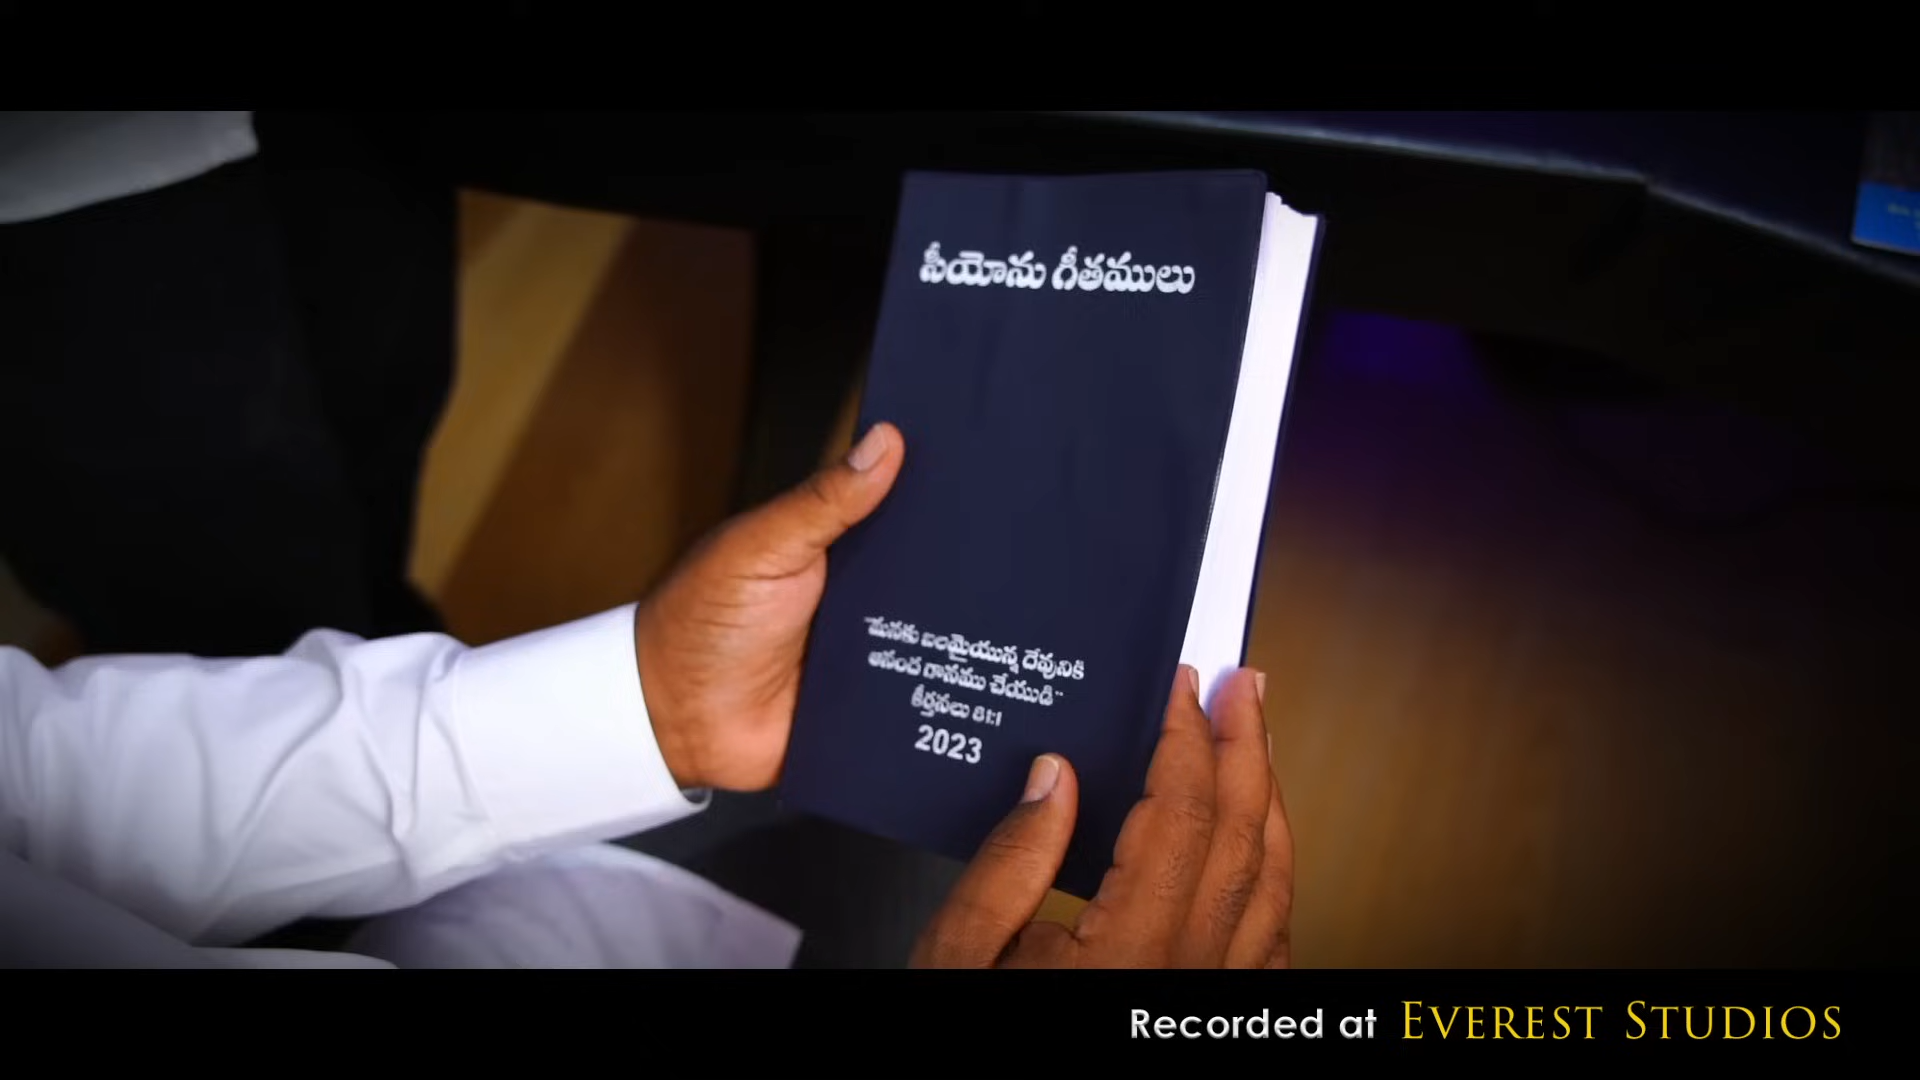 సీయోను గీతములు
"మనకు బలమైయున్న దేవునికి
ఆనంద గానము చేయుడి"
కీర్తనలు 81:1
2023
Recorded at EVEREST STUDIOS